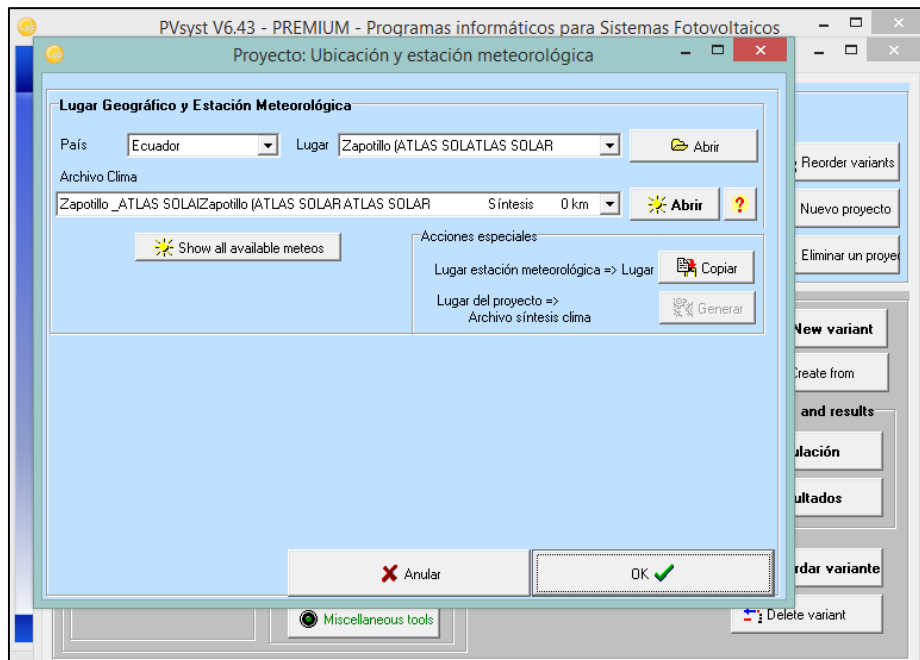 PVsyst V6.43 - PREMIUM - Programas informáticos para Sistemas Fotovoltaicos
Proyecto: Ubicación y estación meteorológica
Lugar Geográfico y Estación Meteorológica
País Ecuador Lugar Zapotillo (ATLAS SOLATLAS SOLAR Abrir
Archivo Clima
Zapotillo _ATLAS SOLAIZapotillo (ATLAS SOLAR ATLAS SOLAR Síntesis 0 km Abrir ?
Show all available meteos
Acciones especiales
Lugar estación meteorológica => Lugar Copiar
Lugar del proyecto =>
Archivo síntesis clima
Generar
Anular OK
Reorder variants
Nuevo proyecto
Eliminar un proye
New variant
Create from
and results
ulación
ultados
rdar variante
Delete variant
Miscellaneous tools